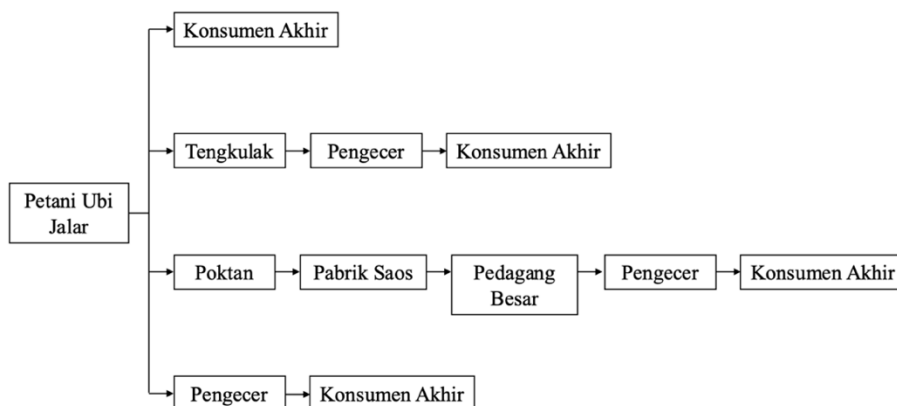 Konsumen Akhir
Tengkulak
Pengecer
Konsumen Akhir
Petani Ubi
Jalar
Poktan
Pabrik Saos
Pedagang
Besar
Pengecer
Konsumen Akhir
Pengecer
Konsumen Akhir